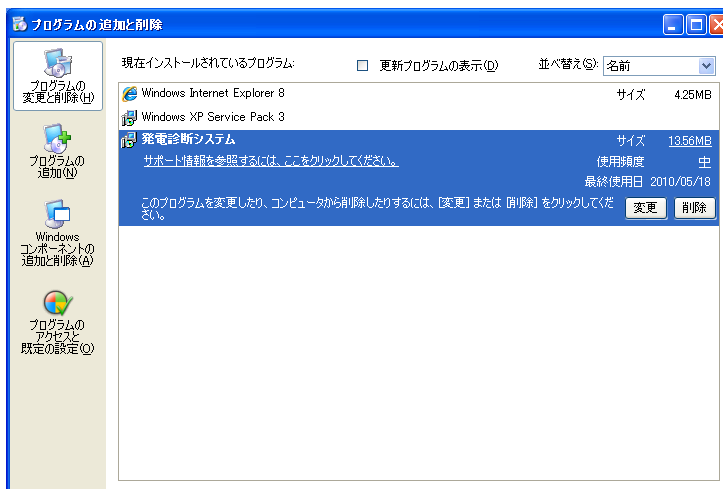 プログラムの追加と削除
プログラムの
変更と削除(H)
現在インストールされているプログラム:
更新プログラムの表示(D)
並べ替え(S):
名前
Windows Internet Explorer 8
サイズ
4.25MB
Windows XP Service Pack 3
発電診断システム
サイズ
13.56MB
サポート情報を参照するには、ここをクリックしてください。
使用頻度
中
最終使用日
2010/05/18
このプログラムを変更したり、コンピュータから削除したりするには、[変更] または [削除] をクリックしてくだ
さい。
変更
削除
プログラムの
追加(N)
Windows
コンポーネントの
追加と削除(A)
プログラムの
アクセスと
既定の設定(O)